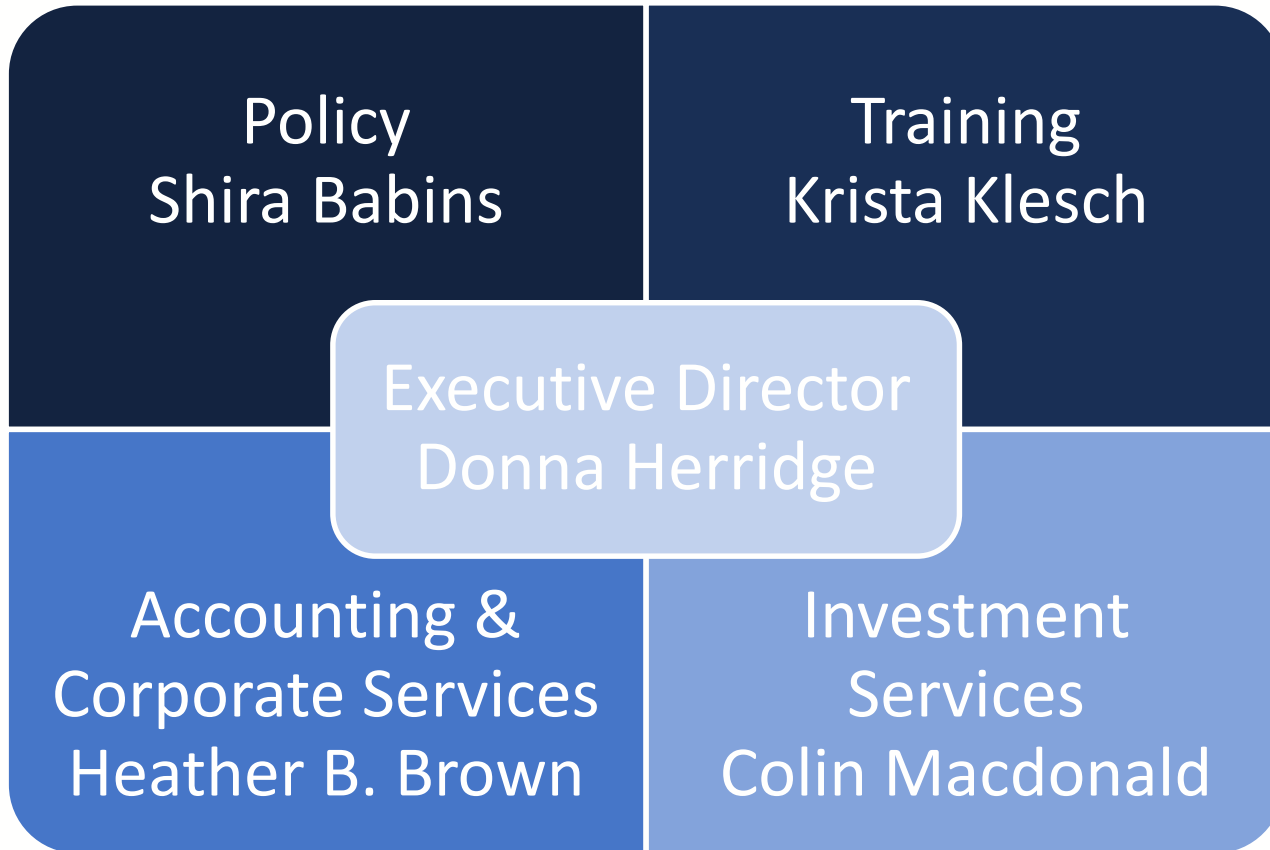 Policy
Shira Babins
Training
Krista Klesch
Executive Director
Donna Herridge
Accounting &
Corporate Services
Heather B. Brown
Investment
Services
Colin Macdonald